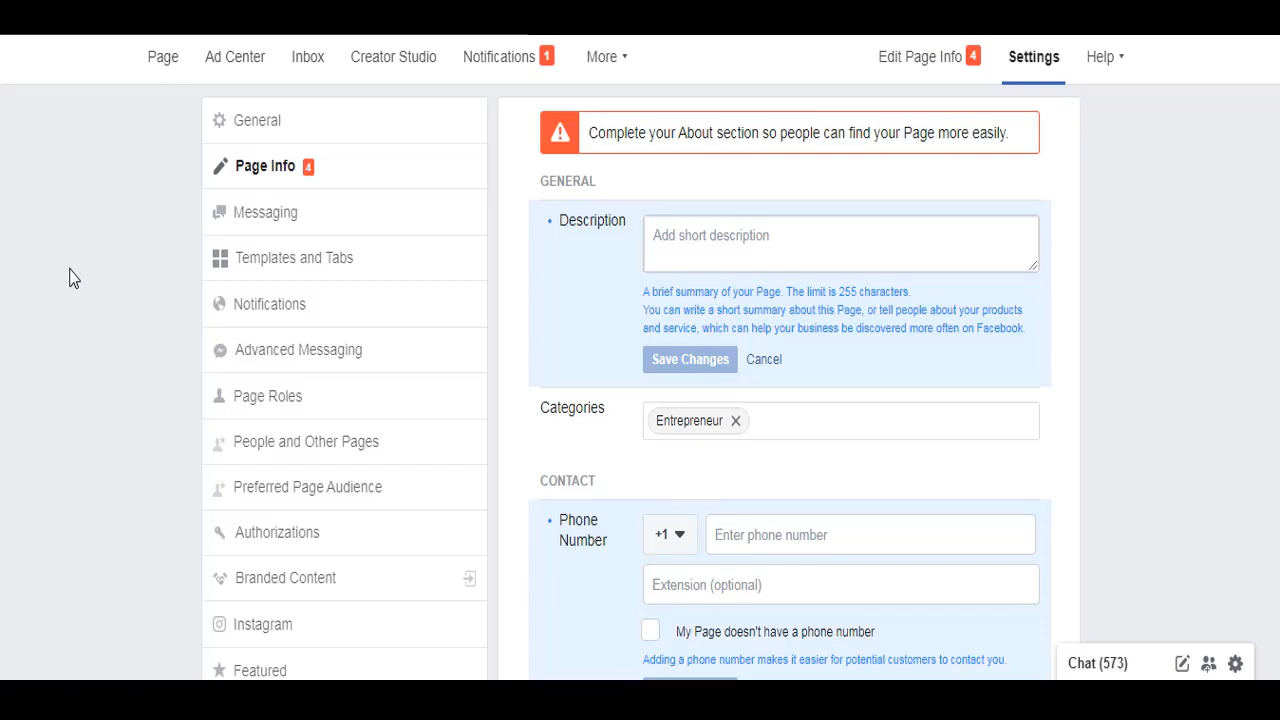 Page Ad Center Inbox Creator Studio Notifications 1 More Edit Page Info 4 Settings Help
General
Page Info 4
Messaging
Templates and Tabs
Notifications
Advanced Messaging
Page Roles
People and Other Pages
Preferred Page Audience
Authorizations
Branded Content
Instagram
Featured
Complete your About section so people can find your Page more easily.
GENERAL
• Description
Add short description
A brief summary of your Page. The limit is 255 characters.
You can write a short summary about this Page, or tell people about your products
and service, which can help your business be discovered more often on Facebook.
Save Changes Cancel
Categories
Entrepreneur X
CONTACT
• Phone
Number
+1 Enter phone number
Extension (optional)
My Page doesn't have a phone number
Adding a phone number makes it easier for potential customers to contact you.
Chat (573)